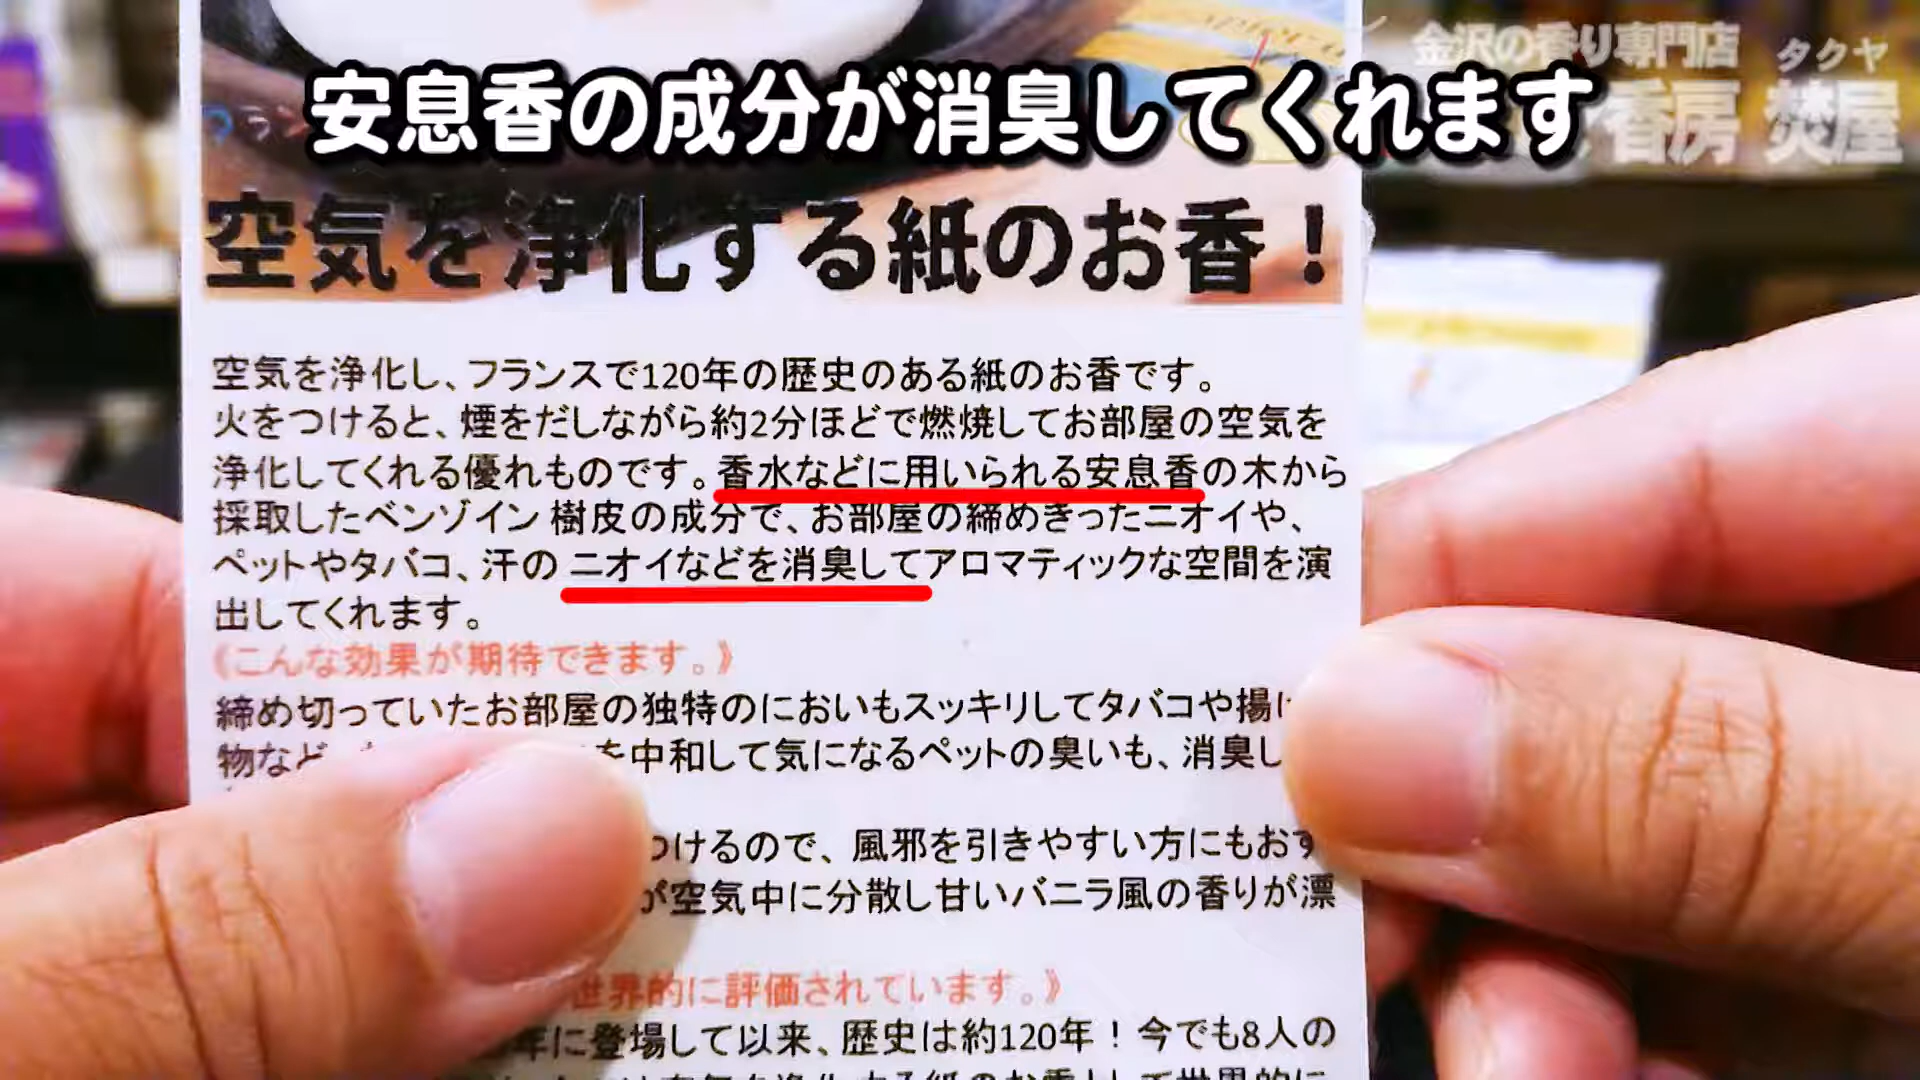 安息香の成分が消臭してくれます
金沢の香り専門店
タクヤ
香房 焚屋
空気を浄化する紙のお香！
空気を浄化し、フランスで120年の歴史のある紙のお香です。
火をつけると、煙をだしながら約2分ほどで燃焼してお部屋の空気を
浄化してくれる優れものです。香水などに用いられる安息香の木から
採取したベンゾイン 樹皮の成分で、お部屋の締めきったニオイや、
ペットやタバコ、汗の ニオイなどを消臭してアロマティックな空間を演
出してくれます。
《こんな効果が期待できます。》
締め切っていたお部屋の独特のにおいもスッキリしてタバコや揚げ
物など を中和して気になるペットの臭いも、消臭し
つけるので、風邪を引きやすい方にもおす
が空気中に分散し甘いバニラ風の香りが漂
世界的に評価されています。》
年に登場して以来、歴史は約120年！今でも8人の